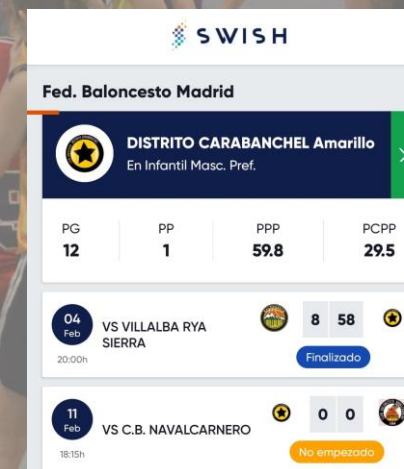 SWISH
Fed. Baloncesto Madrid
DISTRITO CARABANCHEL Amarillo
En Infantil Masc. Pref.
PG PP PPP PCPP
12 1 59.8 29.5
04
Feb
20:00h
VS VILLALBA RYA
SIERRA
8 58
Finalizado
11
Feb
18:15h
VS C.B. NAVALCARNERO
0 0
No empezado